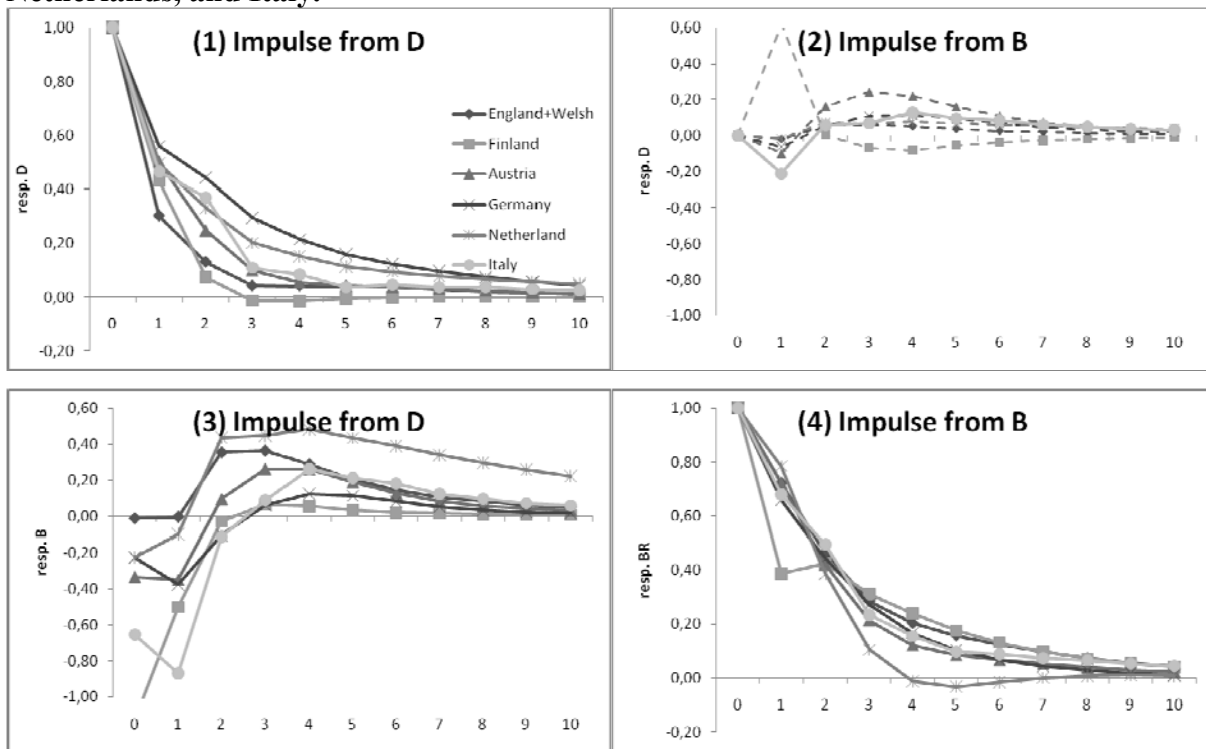 Netherlands, and Italy.
(1) Impulse from D
1,00
0,80
0,60
0,40
0,20
0,00
-0,20
resp. D
0 1 2 3 4 5 6 7 8 9 10
England+Welsh
Finland
Austria
Germany
Netherland
Italy
(2) Impulse from B
0,60
0,40
0,20
0,00
-0,20
-0,40
-0,60
-0,80
-1,00
resp. D
0 1 2 3 4 5 6 7 8 9 10
(3) Impulse from D
0,60
0,40
0,20
0,00
-0,20
-0,40
-0,60
-0,80
-1,00
resp. B
0 1 2 3 4 5 6 7 8 9 10
(4) Impulse from B
1,00
0,80
0,60
0,40
0,20
0,00
-0,20
resp. BR
0 1 2 3 4 5 6 7 8 9 10